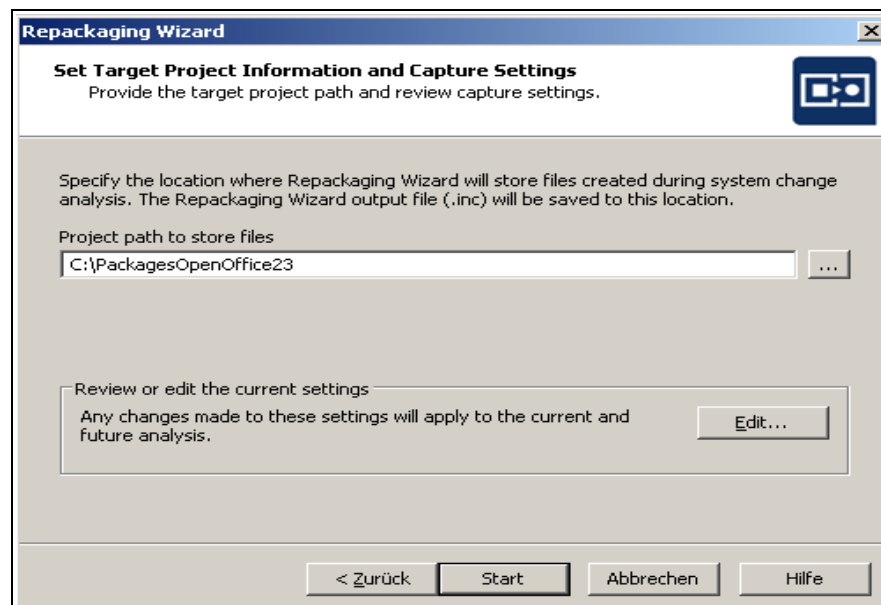 Repackaging Wizard
Set Target Project Information and Capture Settings
Provide the target project path and review capture settings.
Specify the location where Repackaging Wizard will store files created during system change
analysis. The Repackaging Wizard output file (.inc) will be saved to this location.
Project path to store files
C:\PackagesOpenOffice23
...
Review or edit the current settings
Any changes made to these settings will apply to the current and
future analysis.
Edit...
< Zurück
Start
Abbrechen
Hilfe